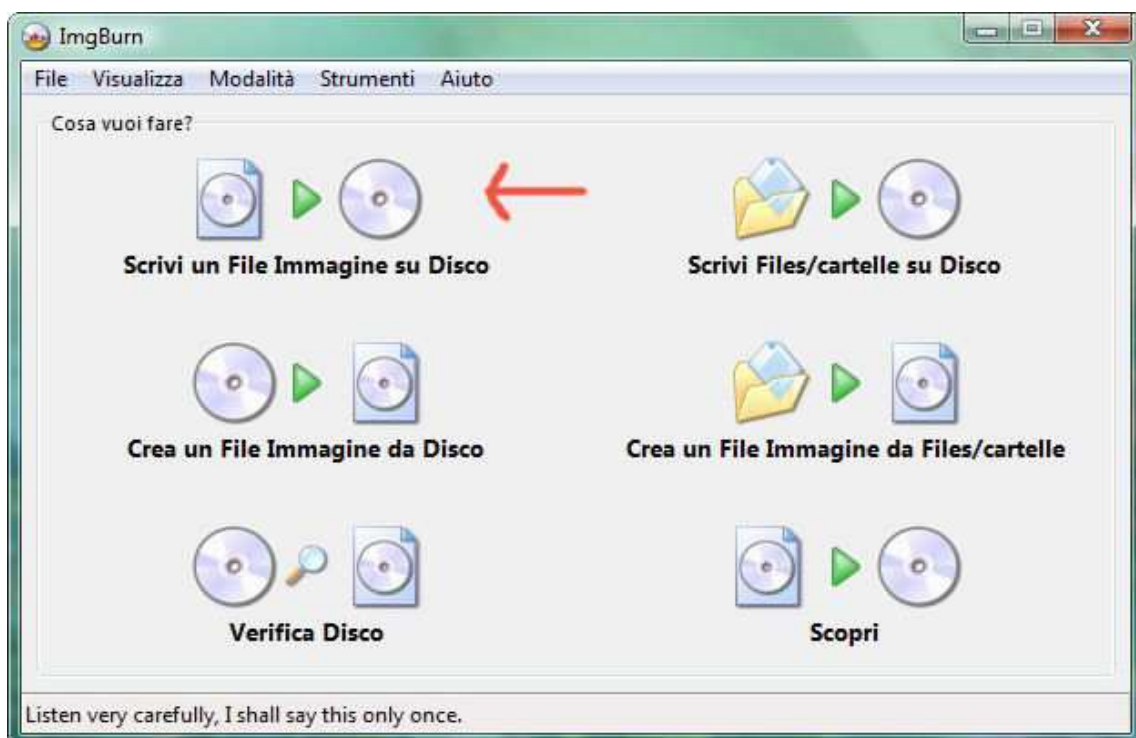 ImgBurn
File Visualizza Modalità Strumenti Aiuto
Cosa vuoi fare?
Scrivi un File Immagine su Disco
Scrivi Files/cartelle su Disco
Crea un File Immagine da Disco
Crea un File Immagine da Files/cartelle
Verifica Disco
Scopri
Listen very carefully, I shall say this only once.